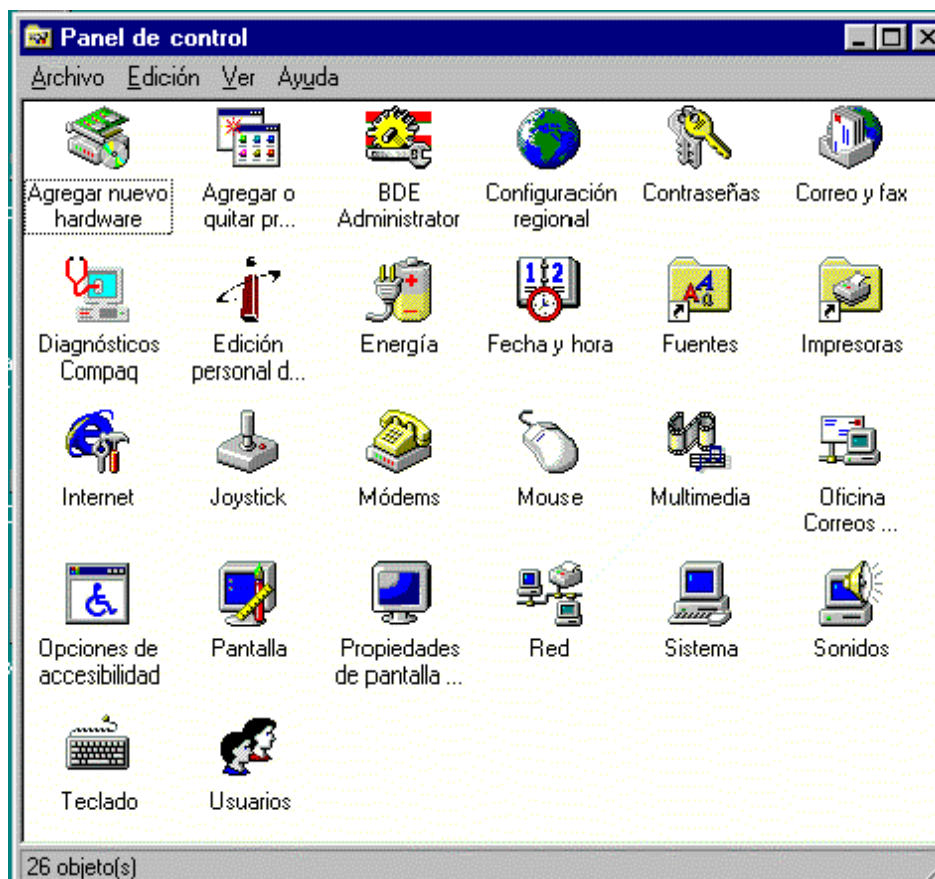 Panel de control
Archivo Edición Ver Ayuda
Agregar nuevo hardware
Agregar o quitar pr...
BDE Administrator
Configuración regional
Contraseñas
Correo y fax
Diagnósticos Compaq
Edición personal d...
Energía
Fecha y hora
Fuentes
Impresoras
Internet
Joystick
Módems
Mouse
Multimedia
Oficina Correos ...
Opciones de accesibilidad
Pantalla
Propiedades de pantalla ...
Red
Sistema
Sonidos
Teclado
Usuarios
26 objeto(s)